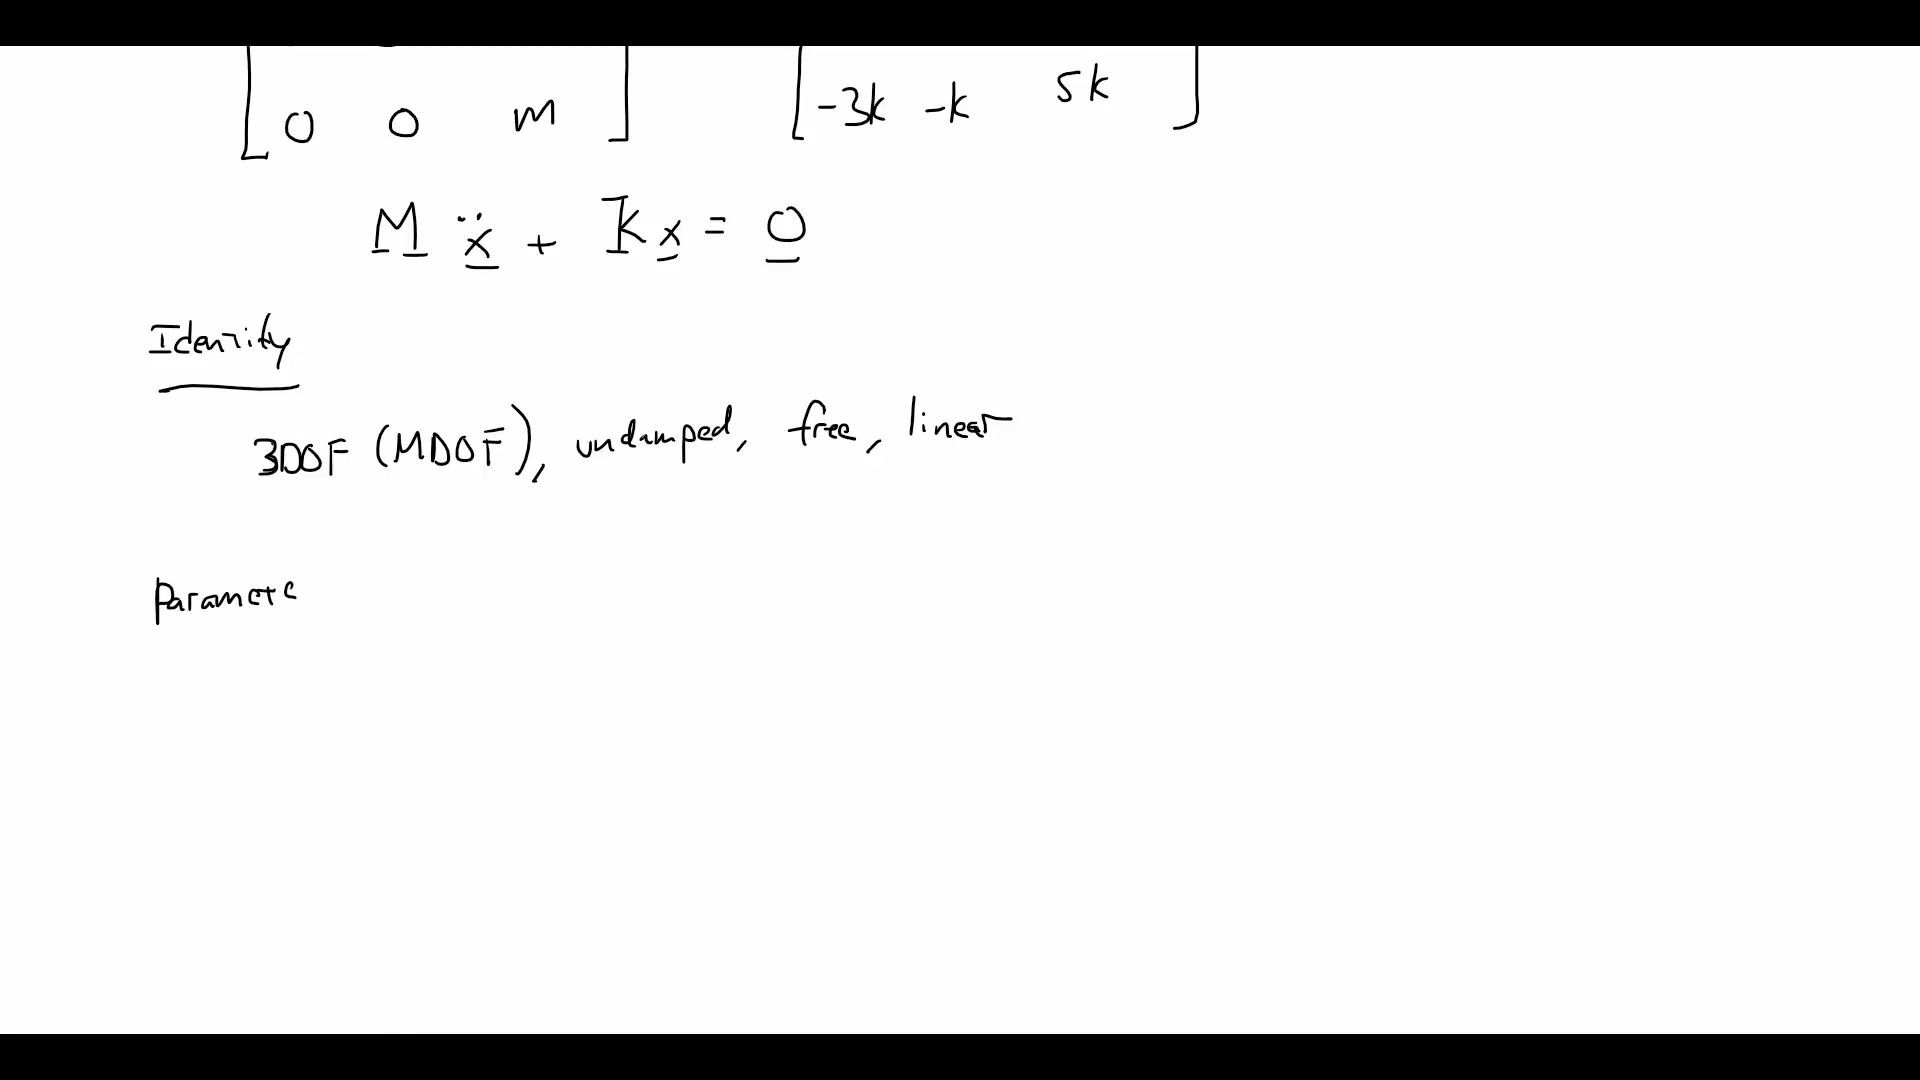 0 0 m -3k -k 5k
M ẍ + K x = 0
Identify
3DOF (MDOF), undamped, free, linear
Paramete